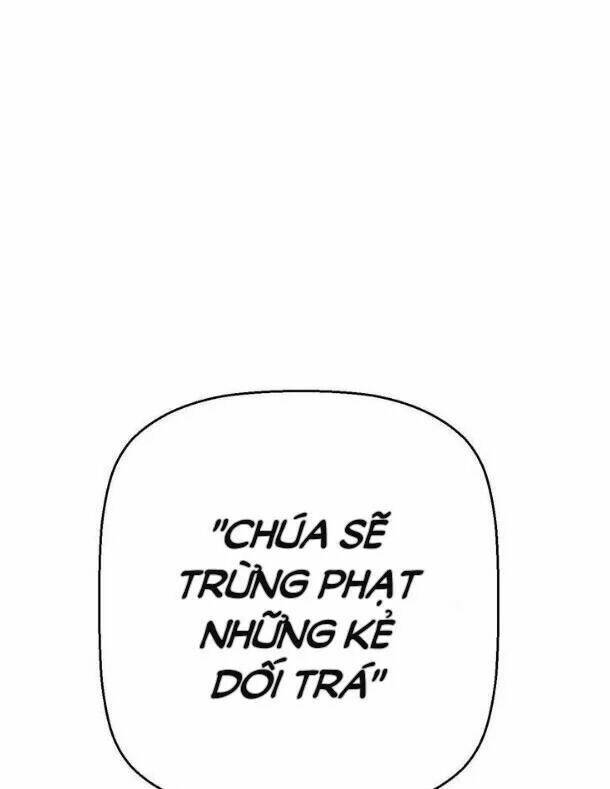 "CHÚA SẼ
TRỪNG PHẠT
NHỮNG KẺ
DỐI TRÁ"